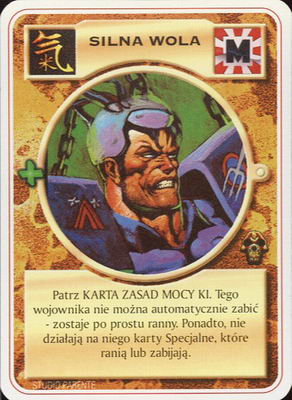 氣
SILNA WOLA
M
Patrz KARTA ZASAD MOCY KI. Tego
wojownika nie można automatycznie zabić
- zostaje po prostu ranny. Ponadto, nie
działają na niego karty Specjalne, które
ranią lub zabijają.
STUDIO PARENTE